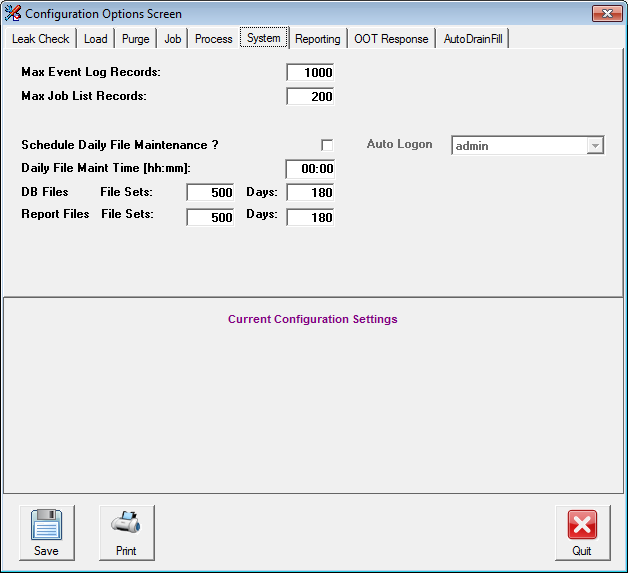 Configuration Options Screen
Leak Check Load Purge Job Process System Reporting OOT Response AutoDrainFill
Max Event Log Records: 1000
Max Job List Records: 200
Schedule Daily File Maintenance ? Auto Logon admin
Daily File Maint Time [hh:mm]: 00:00
DB Files File Sets: 500 Days: 180
Report Files File Sets: 500 Days: 180
Current Configuration Settings
Save Print Quit